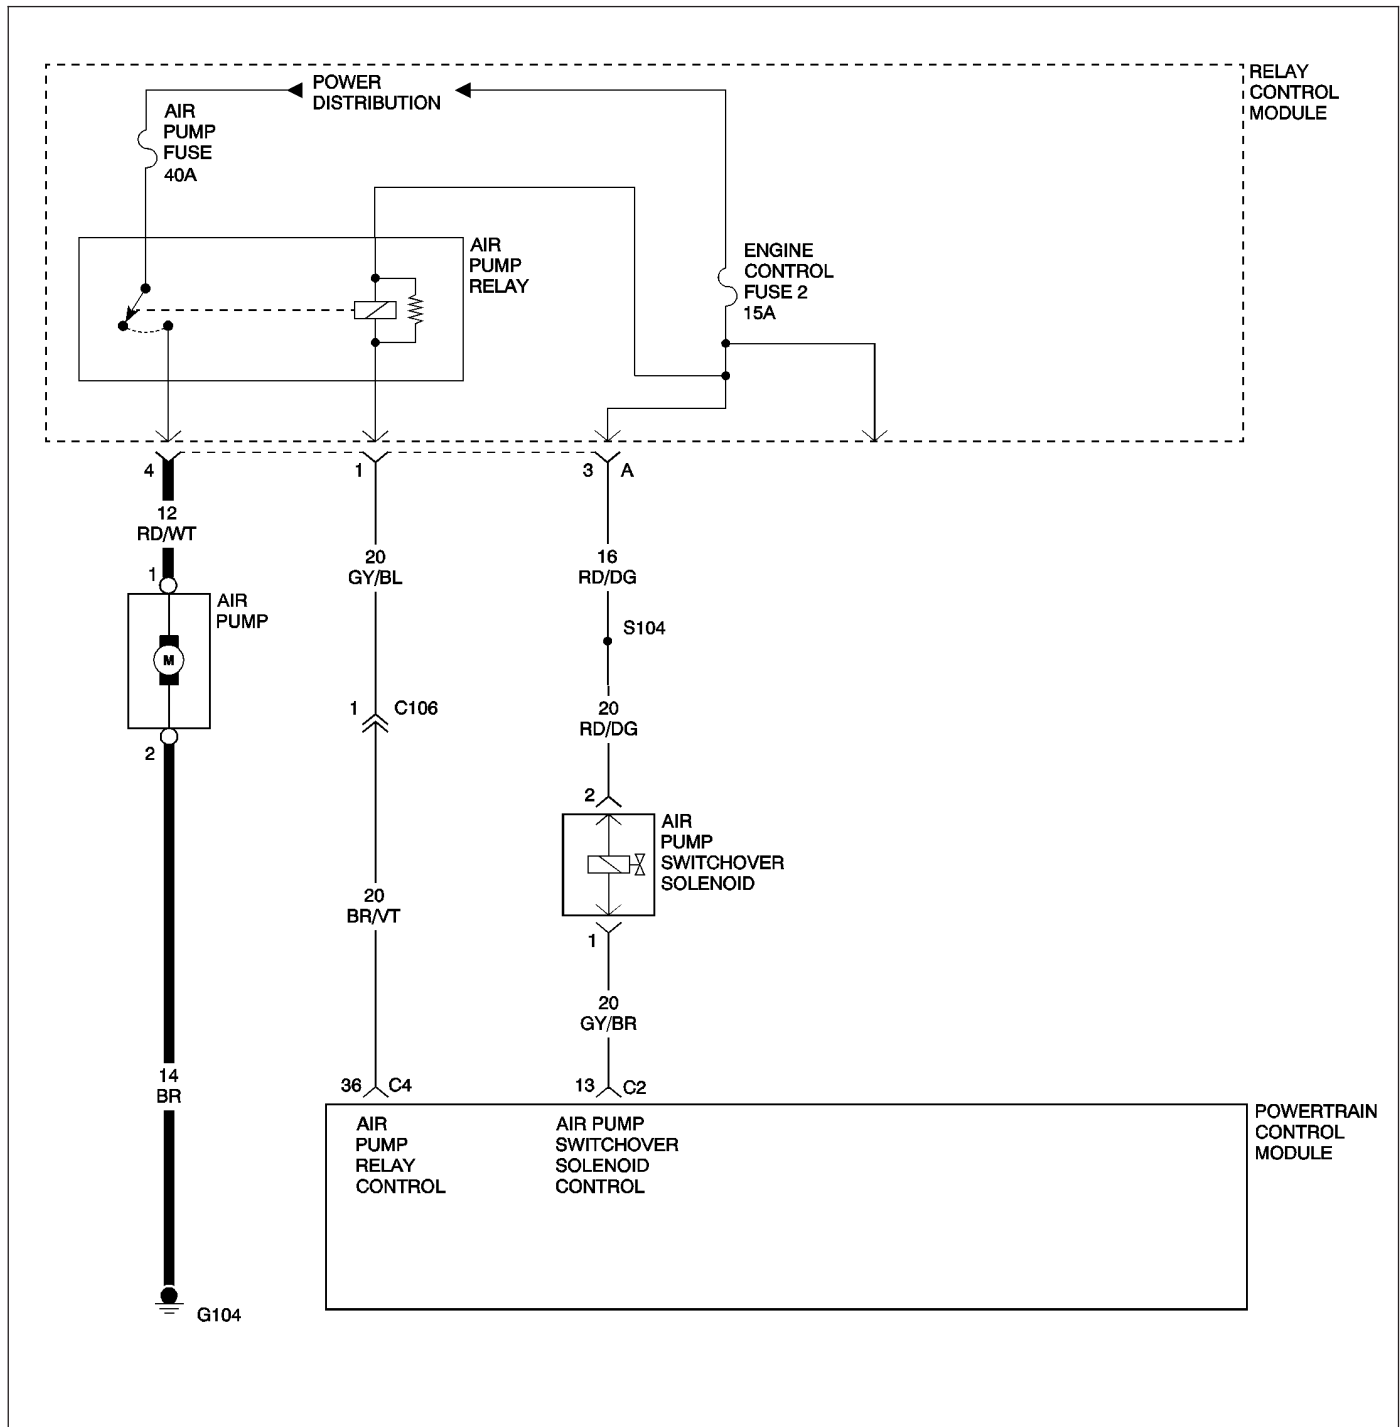 RELAY
CONTROL
MODULE
POWER
DISTRIBUTION
AIR
PUMP
FUSE
40A
AIR
PUMP
RELAY
ENGINE
CONTROL
FUSE 2
15A
4
1
3
A
12
RD/WT
20
GY/BL
16
RD/DG
1
AIR
PUMP
S104
M
1
C106
20
RD/DG
2
2
AIR
PUMP
SWITCHOVER
SOLENOID
20
BR/VT
1
20
GY/BR
14
BR
36
C4
13
C2
AIR
PUMP
RELAY
CONTROL
AIR PUMP
SWITCHOVER
SOLENOID
CONTROL
POWERTRAIN
CONTROL
MODULE
G104